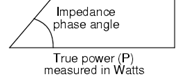 Impedance
phase angle
True power (P)
measured in Watts